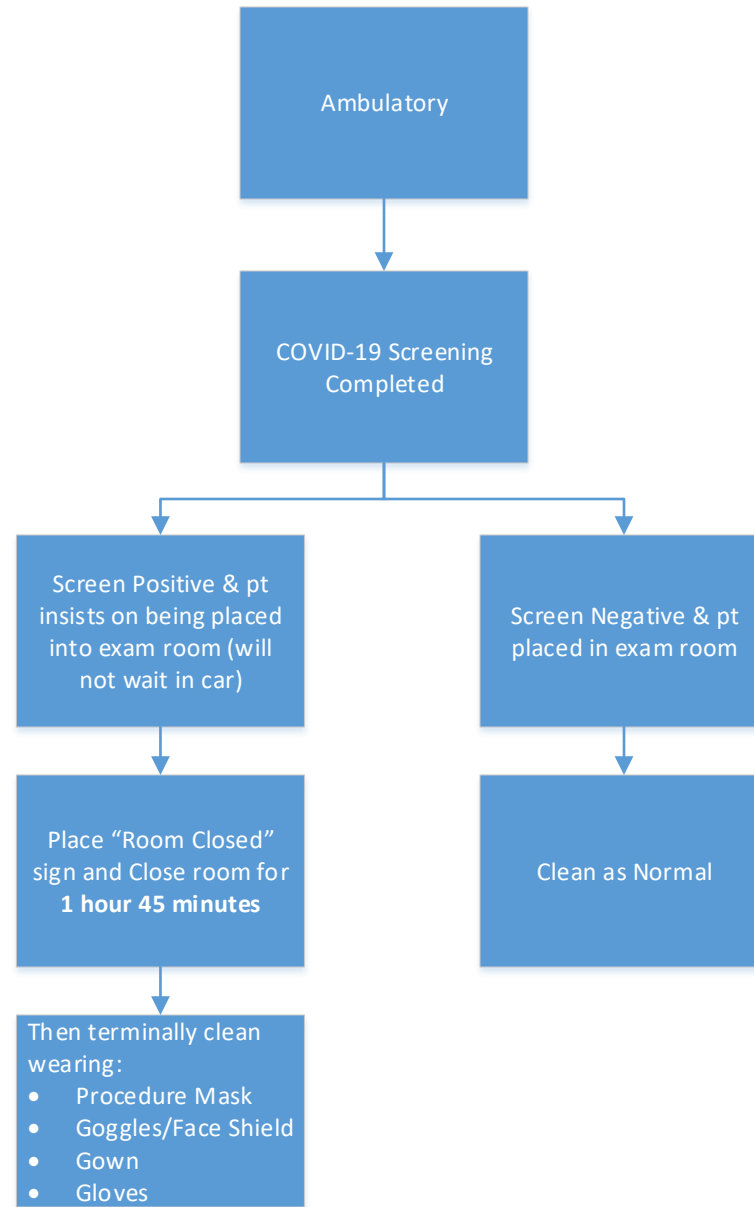 Ambulatory
COVID-19 Screening
Completed
Screen Positive & pt
insists on being placed
into exam room (will
not wait in car)
Screen Negative & pt
placed in exam room
Place “Room Closed”
sign and Close room for
1 hour 45 minutes
Clean as Normal
Then terminally clean
wearing:
• Procedure Mask
• Goggles/Face Shield
• Gown
• Gloves